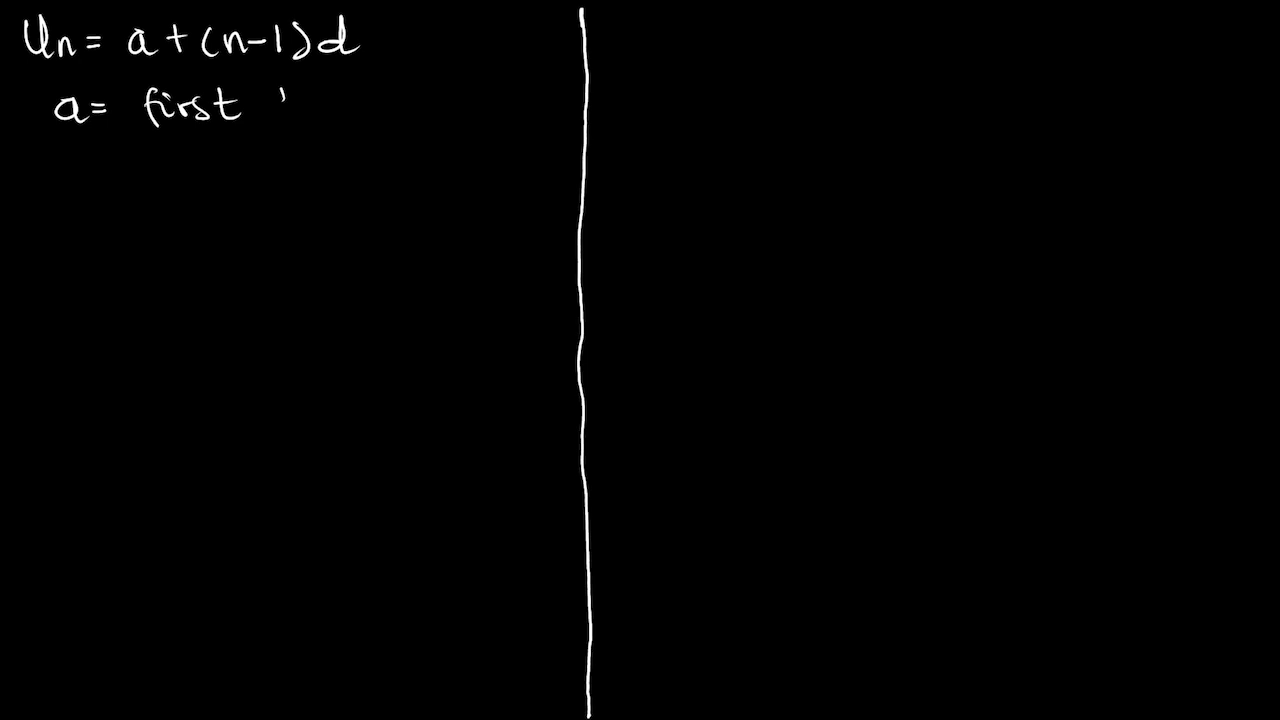 Un = a + (n-1)d
a = first